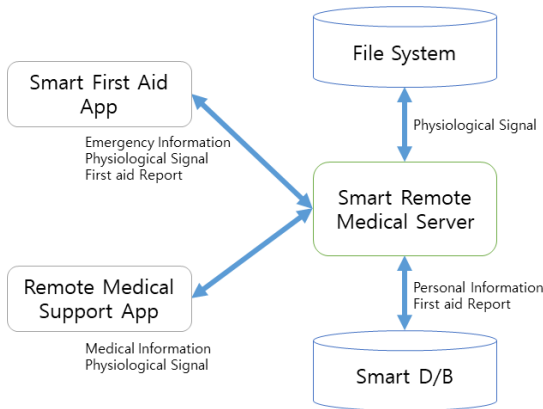 File System
Smart First Aid
App
Emergency Information
Physiological Signal
First aid Report
Physiological Signal
Smart Remote
Medical Server
Remote Medical
Support App
Medical Information
Physiological Signal
Personal Information
First aid Report
Smart D/B